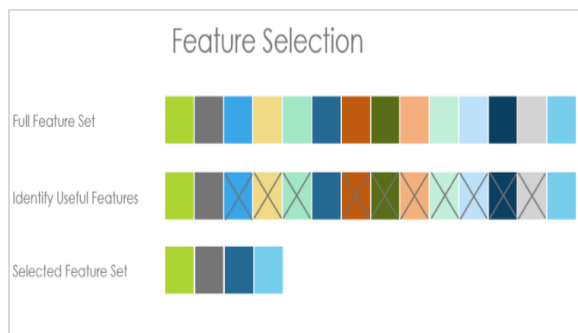 Feature Selection
Full Feature Set
Identify Useful Features
Selected Feature Set